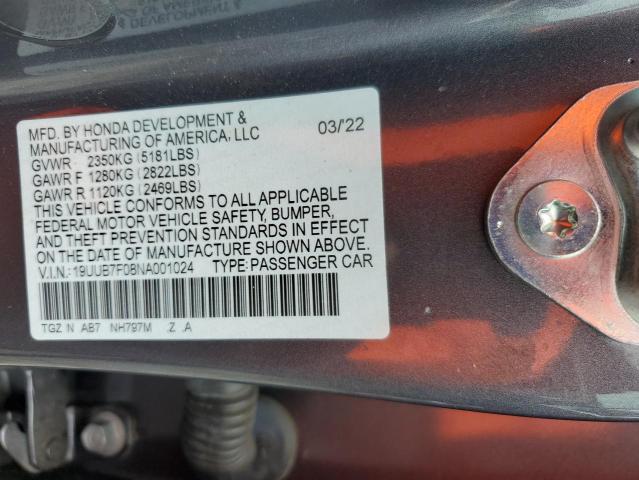 MFD. BY HONDA DEVELOPMENT &
MANUFACTURING OF AMERICA, LLC 03/22
GVWR 2350KG (5181LBS)
GAWR F 1280KG (2822LBS)
GAWR R 1120KG (2469LBS)
THIS VEHICLE CONFORMS TO ALL APPLICABLE
FEDERAL MOTOR VEHICLE SAFETY, BUMPER,
AND THEFT PREVENTION STANDARDS IN EFFECT
ON THE DATE OF MANUFACTURE SHOWN ABOVE.
V.I.N.:19UUB7F08NA001024 TYPE:PASSENGER CAR
TGZ N AB7 NH797M .Z .A